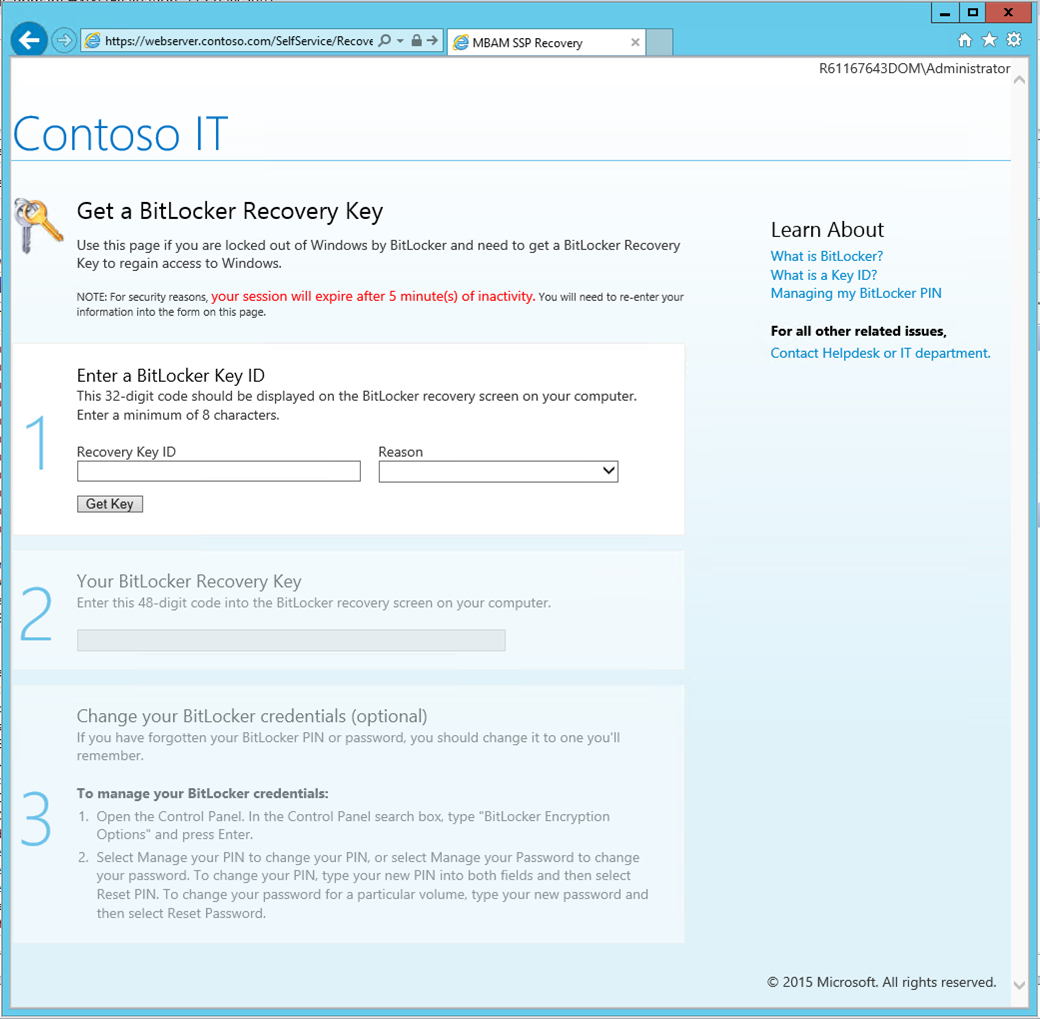 https://webserver.contoso.com/SelfService/Recove
MBAM SSP Recovery
R61167643DOM\Administrator
Contoso IT
Get a BitLocker Recovery Key
Use this page if you are locked out of Windows by BitLocker and need to get a BitLocker Recovery
Key to regain access to Windows.
NOTE: For security reasons, your session will expire after 5 minute(s) of inactivity. You will need to re-enter your
information into the form on this page.
Learn About
What is BitLocker?
What is a Key ID?
Managing my BitLocker PIN
For all other related issues,
Contact Helpdesk or IT department.
1
Enter a BitLocker Key ID
This 32-digit code should be displayed on the BitLocker recovery screen on your computer.
Enter a minimum of 8 characters.
Recovery Key ID
Reason
Get Key
2
Your BitLocker Recovery Key
Enter this 48-digit code into the BitLocker recovery screen on your computer.
3
Change your BitLocker credentials (optional)
If you have forgotten your BitLocker PIN or password, you should change it to one you'll
remember.
To manage your BitLocker credentials:
1. Open the Control Panel. In the Control Panel search box, type "BitLocker Encryption
Options" and press Enter.
2. Select Manage your PIN to change your PIN, or select Manage your Password to change
your password. To change your PIN, type your new PIN into both fields and then select
Reset PIN. To change your password for a particular volume, type your new password and
then select Reset Password.
© 2015 Microsoft. All rights reserved.